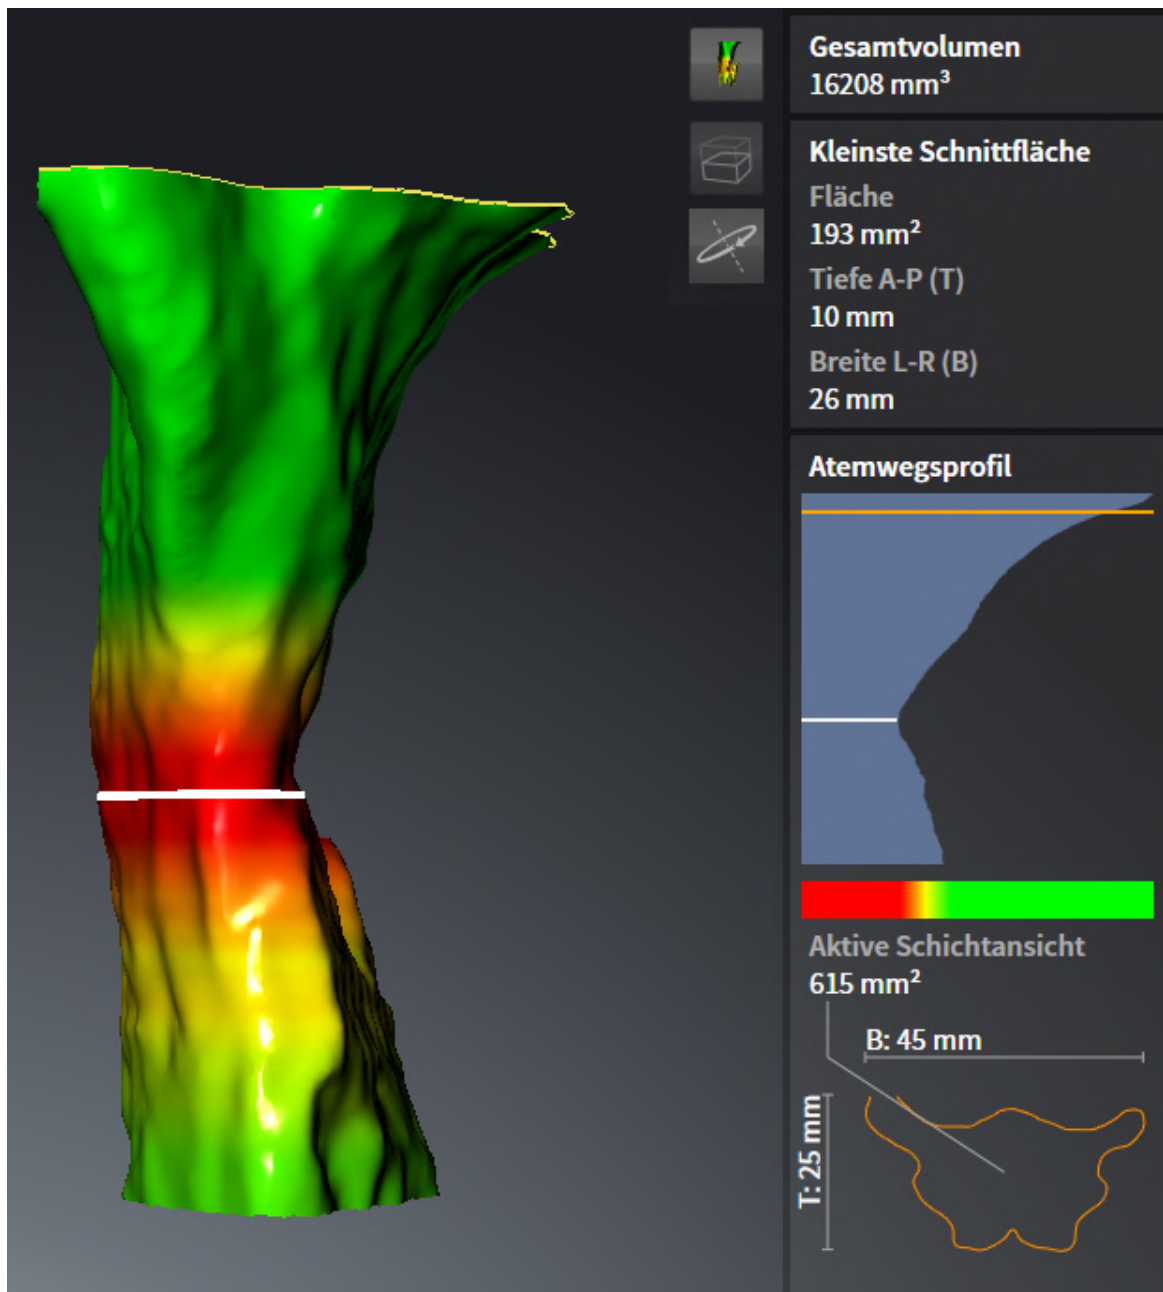 Gesamtvolumen
16208 mm³
Kleinste Schnittfläche
Fläche
193 mm²
Tiefe A-P (T)
10 mm
Breite L-R (B)
26 mm
Atemwegsprofil
Aktive Schichtansicht
615 mm²
B: 45 mm
T: 25 mm